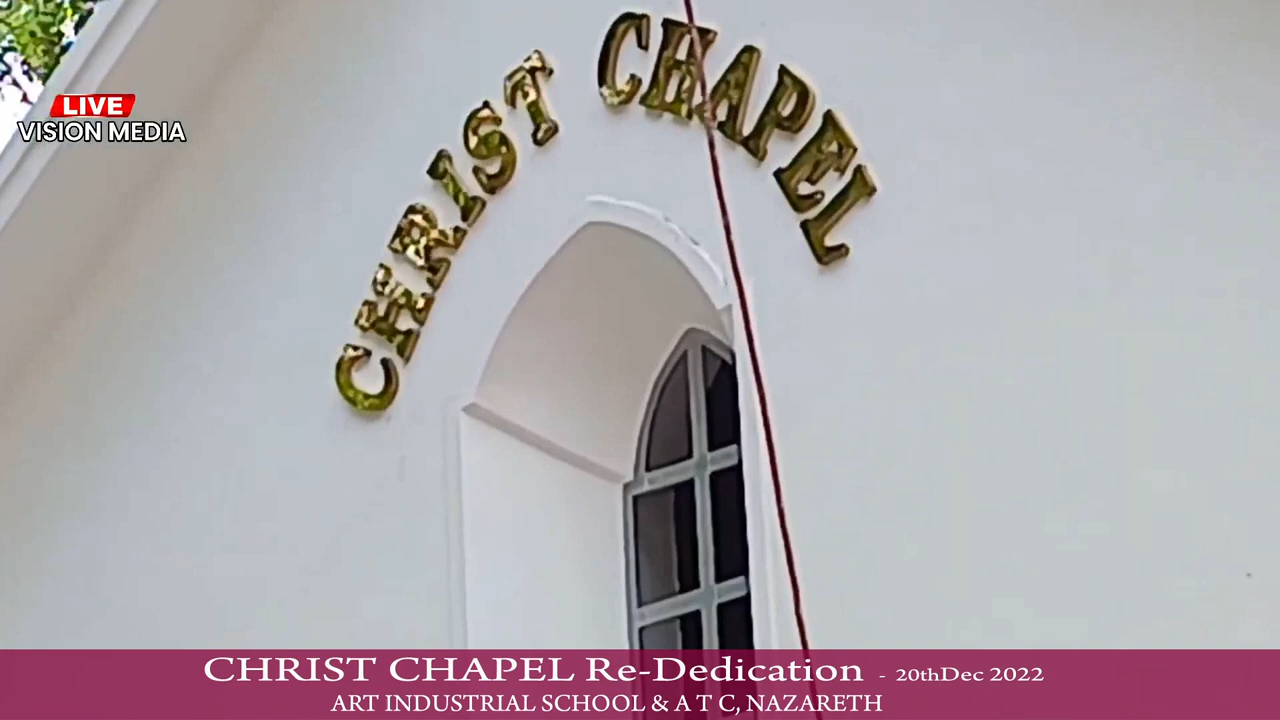 LIVE
VISION MEDIA
CHRIST CHAPEL
CHRIST CHAPEL Re-Dedication - 20thDec 2022
ART INDUSTRIAL SCHOOL & A T C, NAZARETH